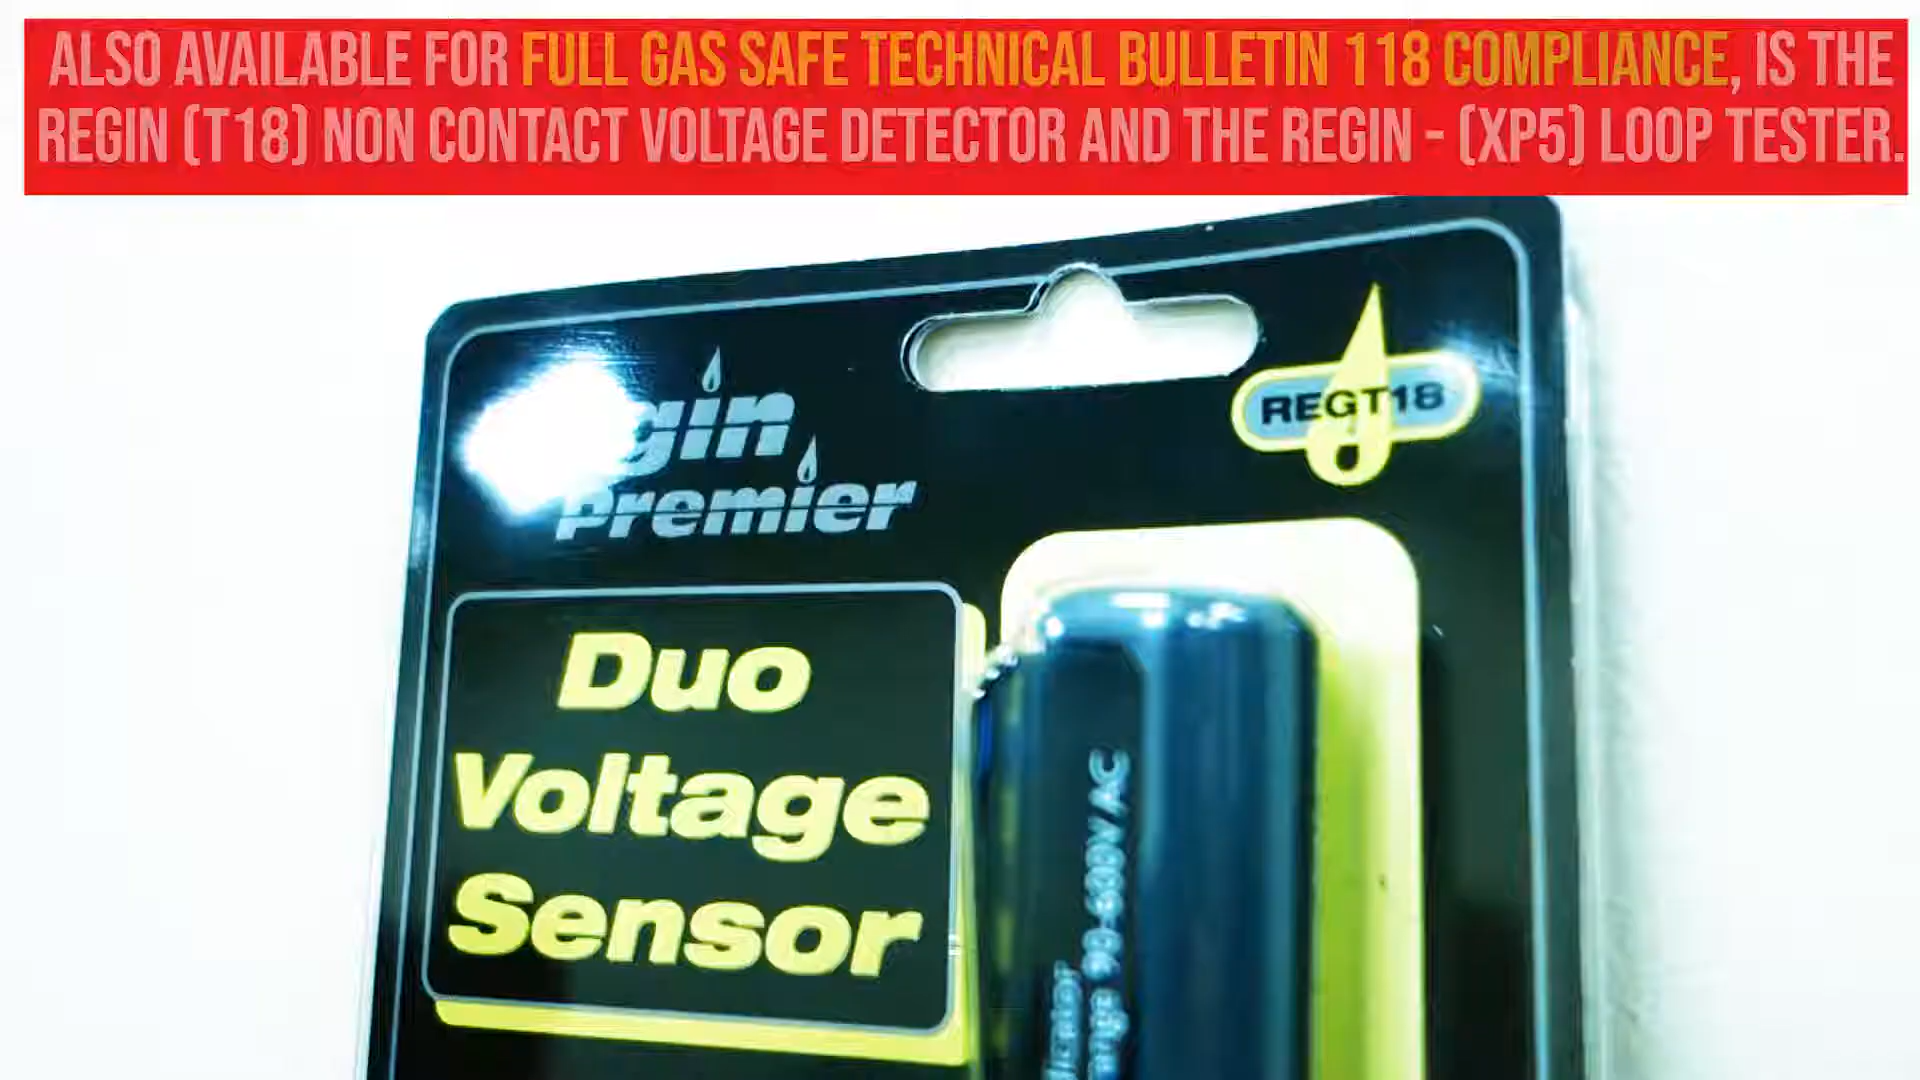 ALSO AVAILABLE FOR FULL GAS SAFE TECHNICAL BULLETIN 118 COMPLIANCE, IS THE
REGIN (T18) NON CONTACT VOLTAGE DETECTOR AND THE REGIN - (XP5) LOOP TESTER.
REGT18
gin
Premier
Duo
Voltage
Sensor
90-600V AC